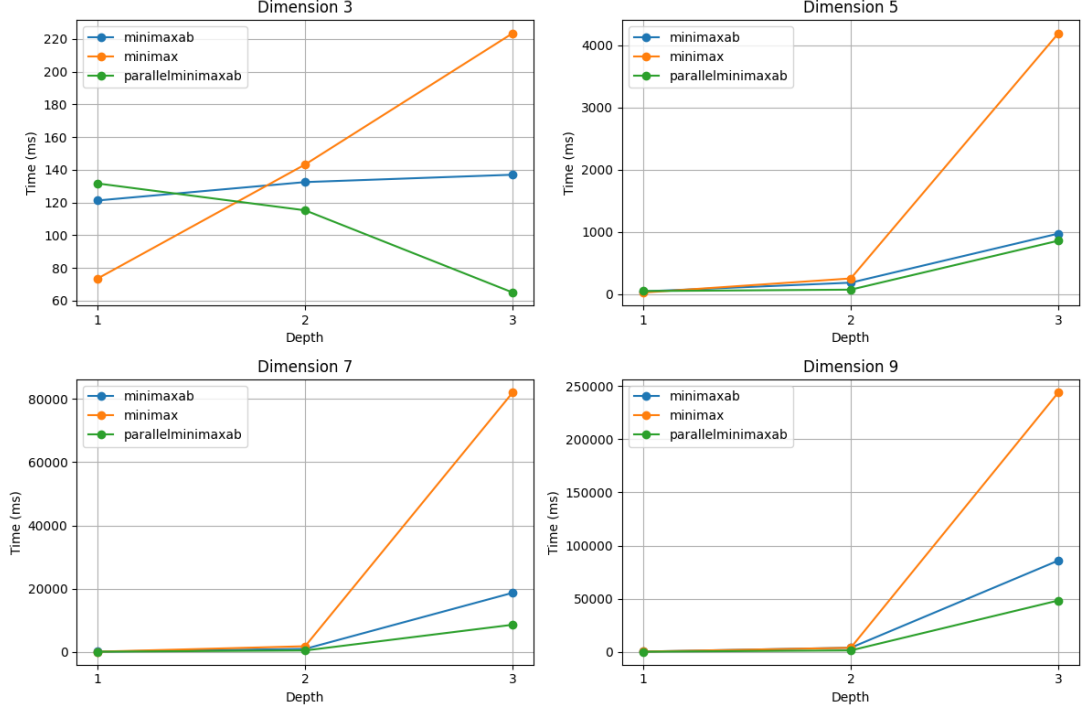 Dimension 3
minimaxab
minimax
parallelminimaxab
Time (ms)
220
200
180
160
140
120
100
80
60
1
2
3
Depth
Dimension 5
minimaxab
minimax
parallelminimaxab
Time (ms)
4000
3000
2000
1000
0
1
2
3
Depth
Dimension 7
minimaxab
minimax
parallelminimaxab
Time (ms)
80000
60000
40000
20000
0
1
2
3
Depth
Dimension 9
minimaxab
minimax
parallelminimaxab
Time (ms)
250000
200000
150000
100000
50000
0
1
2
3
Depth